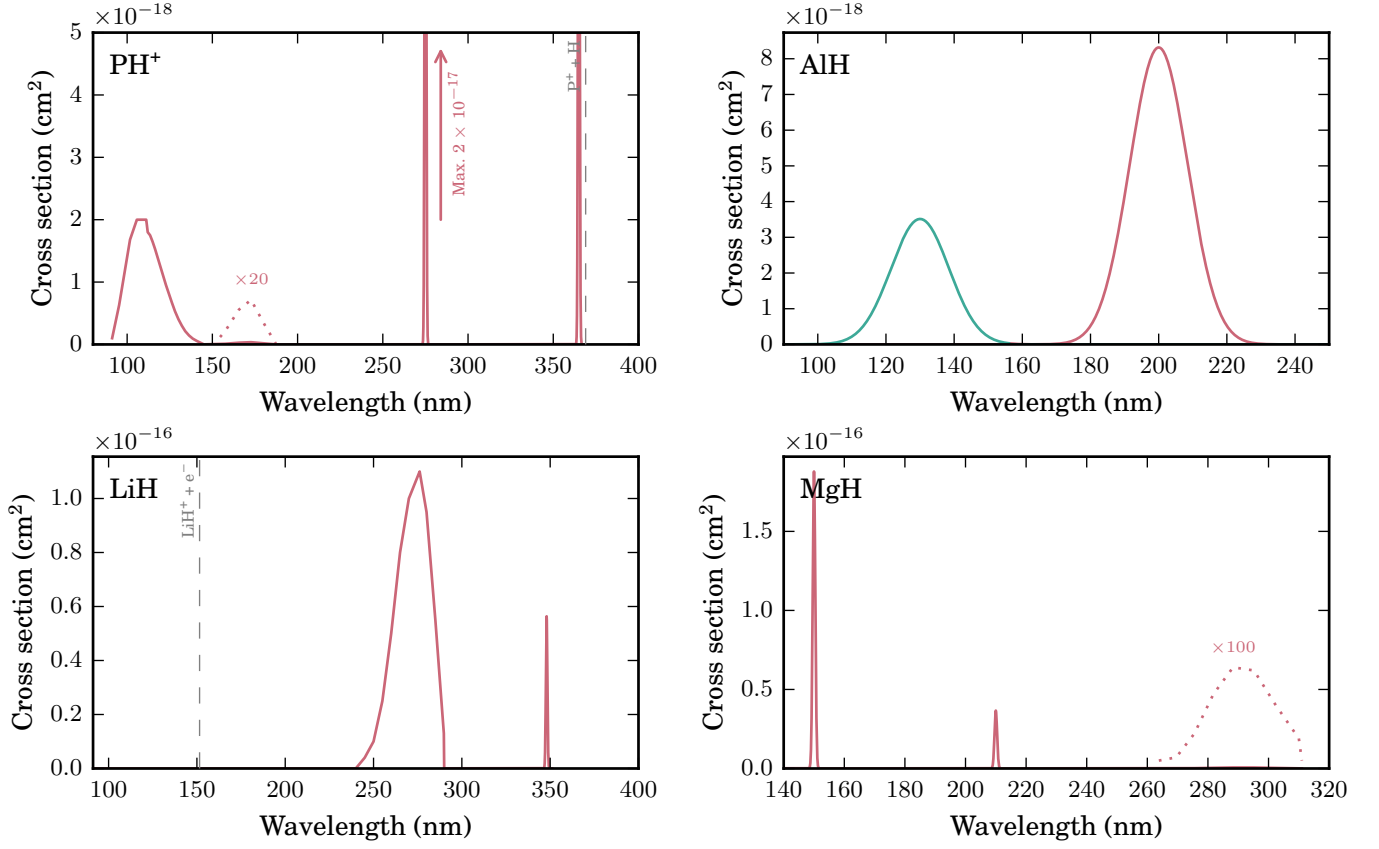 ×10⁻¹⁸
PH⁺
Cross section (cm²)
5
4
3
2
1
0
×20
Max. 2 × 10⁻¹⁷
P⁺ + H
100 150 200 250 300 350 400
Wavelength (nm)
×10⁻¹⁸
AlH
Cross section (cm²)
8
7
6
5
4
3
2
1
0
100 120 140 160 180 200 220 240
Wavelength (nm)
×10⁻¹⁶
LiH
Cross section (cm²)
1.0
0.8
0.6
0.4
0.2
0.0
LiH⁺ + e⁻
100 150 200 250 300 350 400
Wavelength (nm)
×10⁻¹⁶
MgH
Cross section (cm²)
1.5
1.0
0.5
0.0
×100
140 160 180 200 220 240 260 280 300 320
Wavelength (nm)